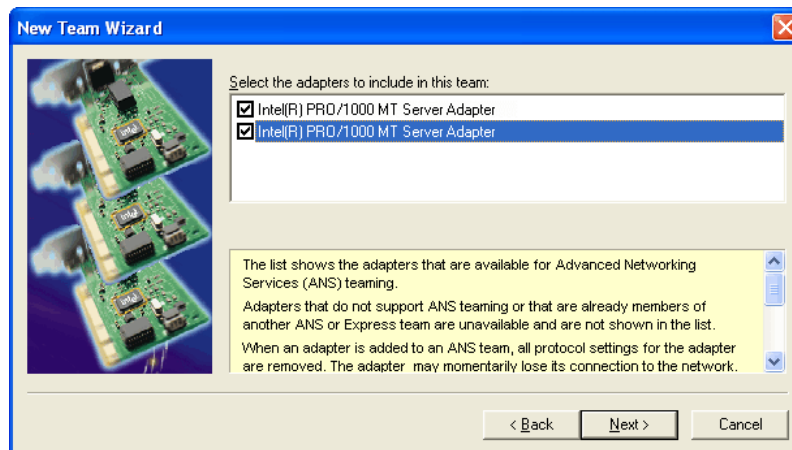 New Team Wizard
Select the adapters to include in this team:
Intel(R) PRO/1000 MT Server Adapter
Intel(R) PRO/1000 MT Server Adapter
The list shows the adapters that are available for Advanced Networking
Services (ANS) teaming.
Adapters that do not support ANS teaming or that are already members of
another ANS or Express team are unavailable and are not shown in the list.
When an adapter is added to an ANS team, all protocol settings for the adapter
are removed. The adapter may momentarily lose its connection to the network.
< Back
Next >
Cancel